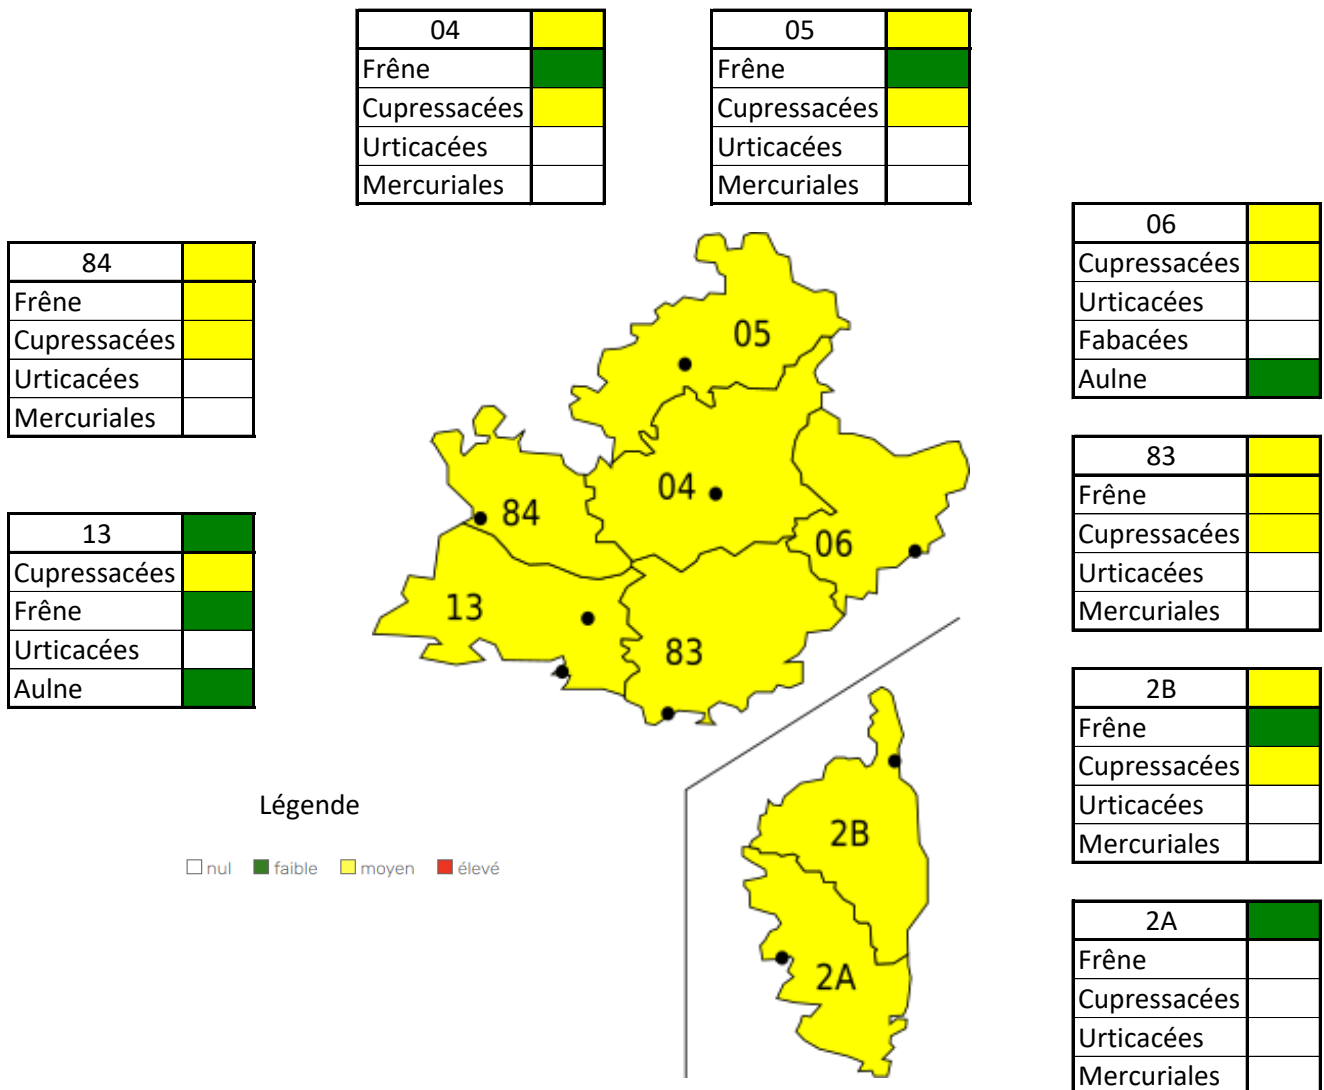 04
Frêne
Cupressacées
Urticacées
Mercuriales
05
Frêne
Cupressacées
Urticacées
Mercuriales
84
Frêne
Cupressacées
Urticacées
Mercuriales
06
Cupressacées
Urticacées
Fabacées
Aulne
13
Cupressacées
Frêne
Urticacées
Aulne
83
Frêne
Cupressacées
Urticacées
Mercuriales
2B
Frêne
Cupressacées
Urticacées
Mercuriales
2A
Frêne
Cupressacées
Urticacées
Mercuriales
05
04
84
06
13
83
2B
2A
Légende
nul faible moyen élevé